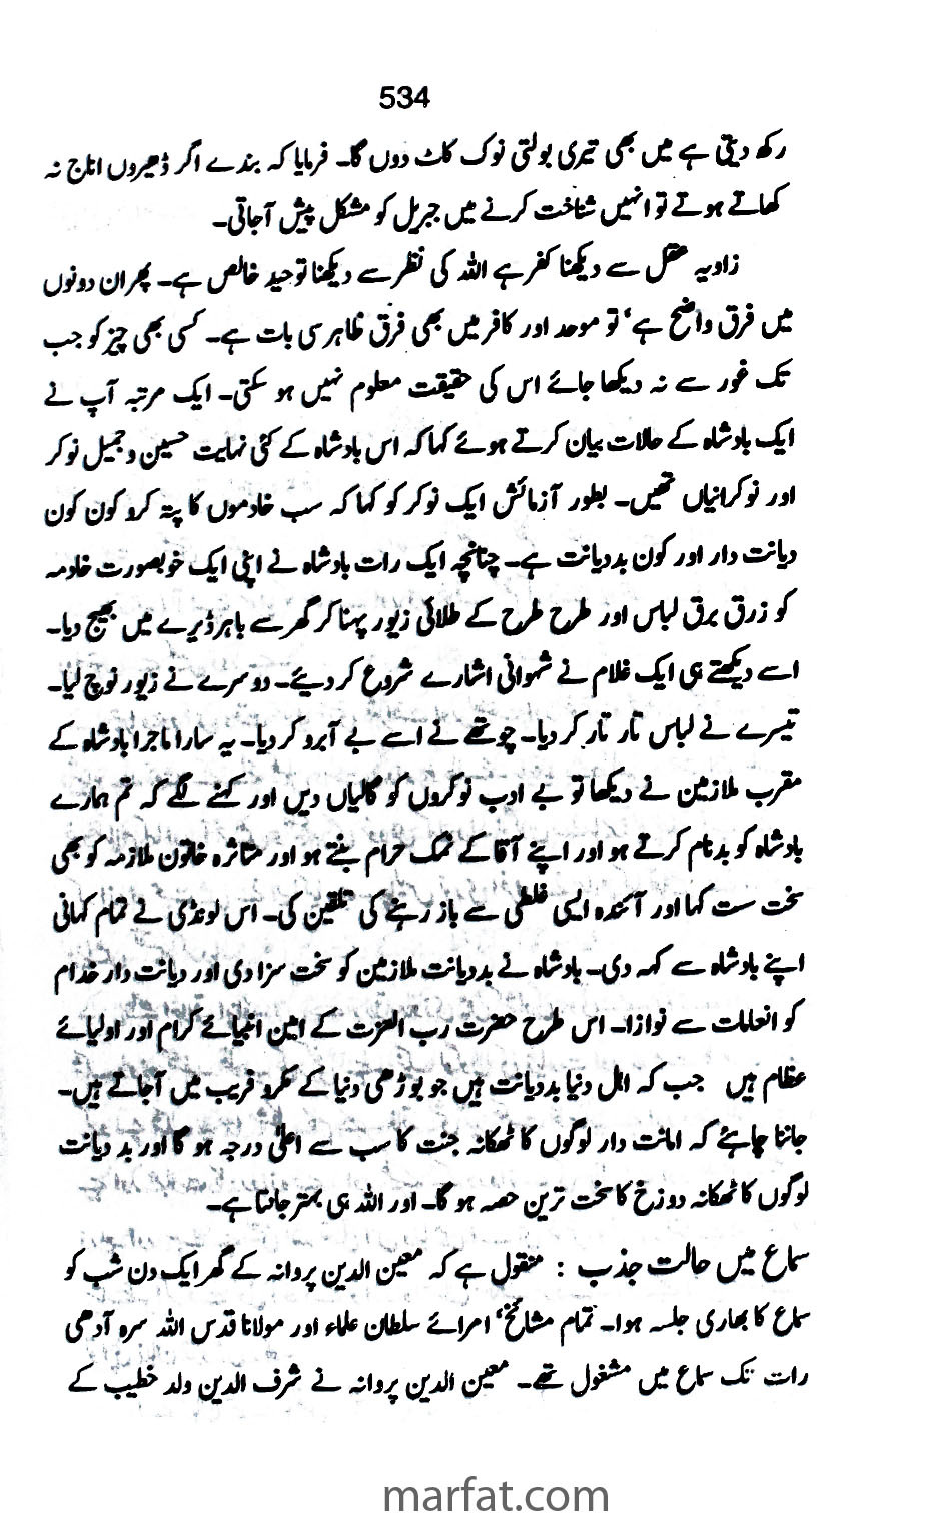 534
رکھ دیتی ہے میں بھی تیری بولتی نوک کاٹ دوں گا۔ فرمایا کہ بندے اگر ڈھیروں اناج نہ
کھاتے ہوتے تو انہیں شناخت کرنے میں جبریل کو مشکل پیش آجاتی۔
زاویہ عقل سے دیکھنا کفر ہے اللہ کی نظر سے دیکھنا توحید خالص ہے۔ پھر ان دونوں
میں فرق واضح ہے‘ تو موحد اور کافر میں بھی فرق ظاہر سی بات ہے۔ کسی بھی چیز کو جب
تک غور سے نہ دیکھا جائے اس کی حقیقت معلوم نہیں ہو سکتی۔ ایک مرتبہ آپ نے
ایک بادشاہ کے حالات بیان کرتے ہوئے کہا کہ اس بادشاہ کے کئی نہایت حسین و جمیل نوکر
اور نوکرانیاں تھیں۔ بطور آزمائش ایک نوکر کو کہا کہ سب خادموں کا پتہ کرو کون کون
دیانت دار اور کون بددیانت ہے۔ چنانچہ ایک رات بادشاہ نے اپنی ایک خوبصورت خادمہ
کو زرق برق لباس اور طرح طرح کے طلائی زیور پہنا کر گھر سے باہر ڈیرے میں بھیج دیا۔
اسے دیکھتے ہی ایک غلام نے شہوانی اشارے شروع کر دیئے۔ دوسرے نے زیور نوچ لیا۔
تیسرے نے لباس تار تار کر دیا۔ چوتھے نے اسے بے آبرو کر دیا۔ یہ سارا ماجرا بادشاہ کے
مقرب ملازمین نے دیکھا تو بے ادب نوکروں کو گالیاں دیں اور کہنے لگے کہ تم ہمارے
بادشاہ کو بدنام کرتے ہو اور اپنے آقا کے نمک حرام بنتے ہو اور متاثرہ خاتون ملازمہ کو بھی
سخت ست کہا اور آئندہ ایسی غلطی سے باز رہنے کی تلقین کی۔ اس لونڈی نے تمام کہانی
اپنے بادشاہ سے کہہ دی۔ بادشاہ نے بددیانت ملازمین کو سخت سزا دی اور دیانت دار خدام
کو انعامات سے نوازا۔ اس طرح حضرت رب العزت کے امین انبیائے کرام اور اولیائے
عظام ہیں جب کہ اہل دنیا بددیانت ہیں جو بوڑھی دنیا کے مکرو فریب میں آجاتے ہیں۔
جاننا چاہئے کہ امانت دار لوگوں کا ٹھکانہ جنت کا سب سے اعلیٰ درجہ ہو گا اور بد دیانت
لوگوں کا ٹھکانہ دوزخ کا سخت ترین حصہ ہو گا۔ اور اللہ ہی بہتر جانتا ہے۔
سماع میں حالت جذب : منقول ہے کہ معین الدین پروانہ کے گھر ایک دن شب کو
سماع کا بھاری جلسہ ہوا۔ تمام مشائخ‘ امرائے سلطان علماء اور مولانا قدس اللہ سرہ آدھی
رات تک سماع میں مشغول تھے۔ معین الدین پروانہ نے شرف الدین ولد خطیب کے
marfat.com